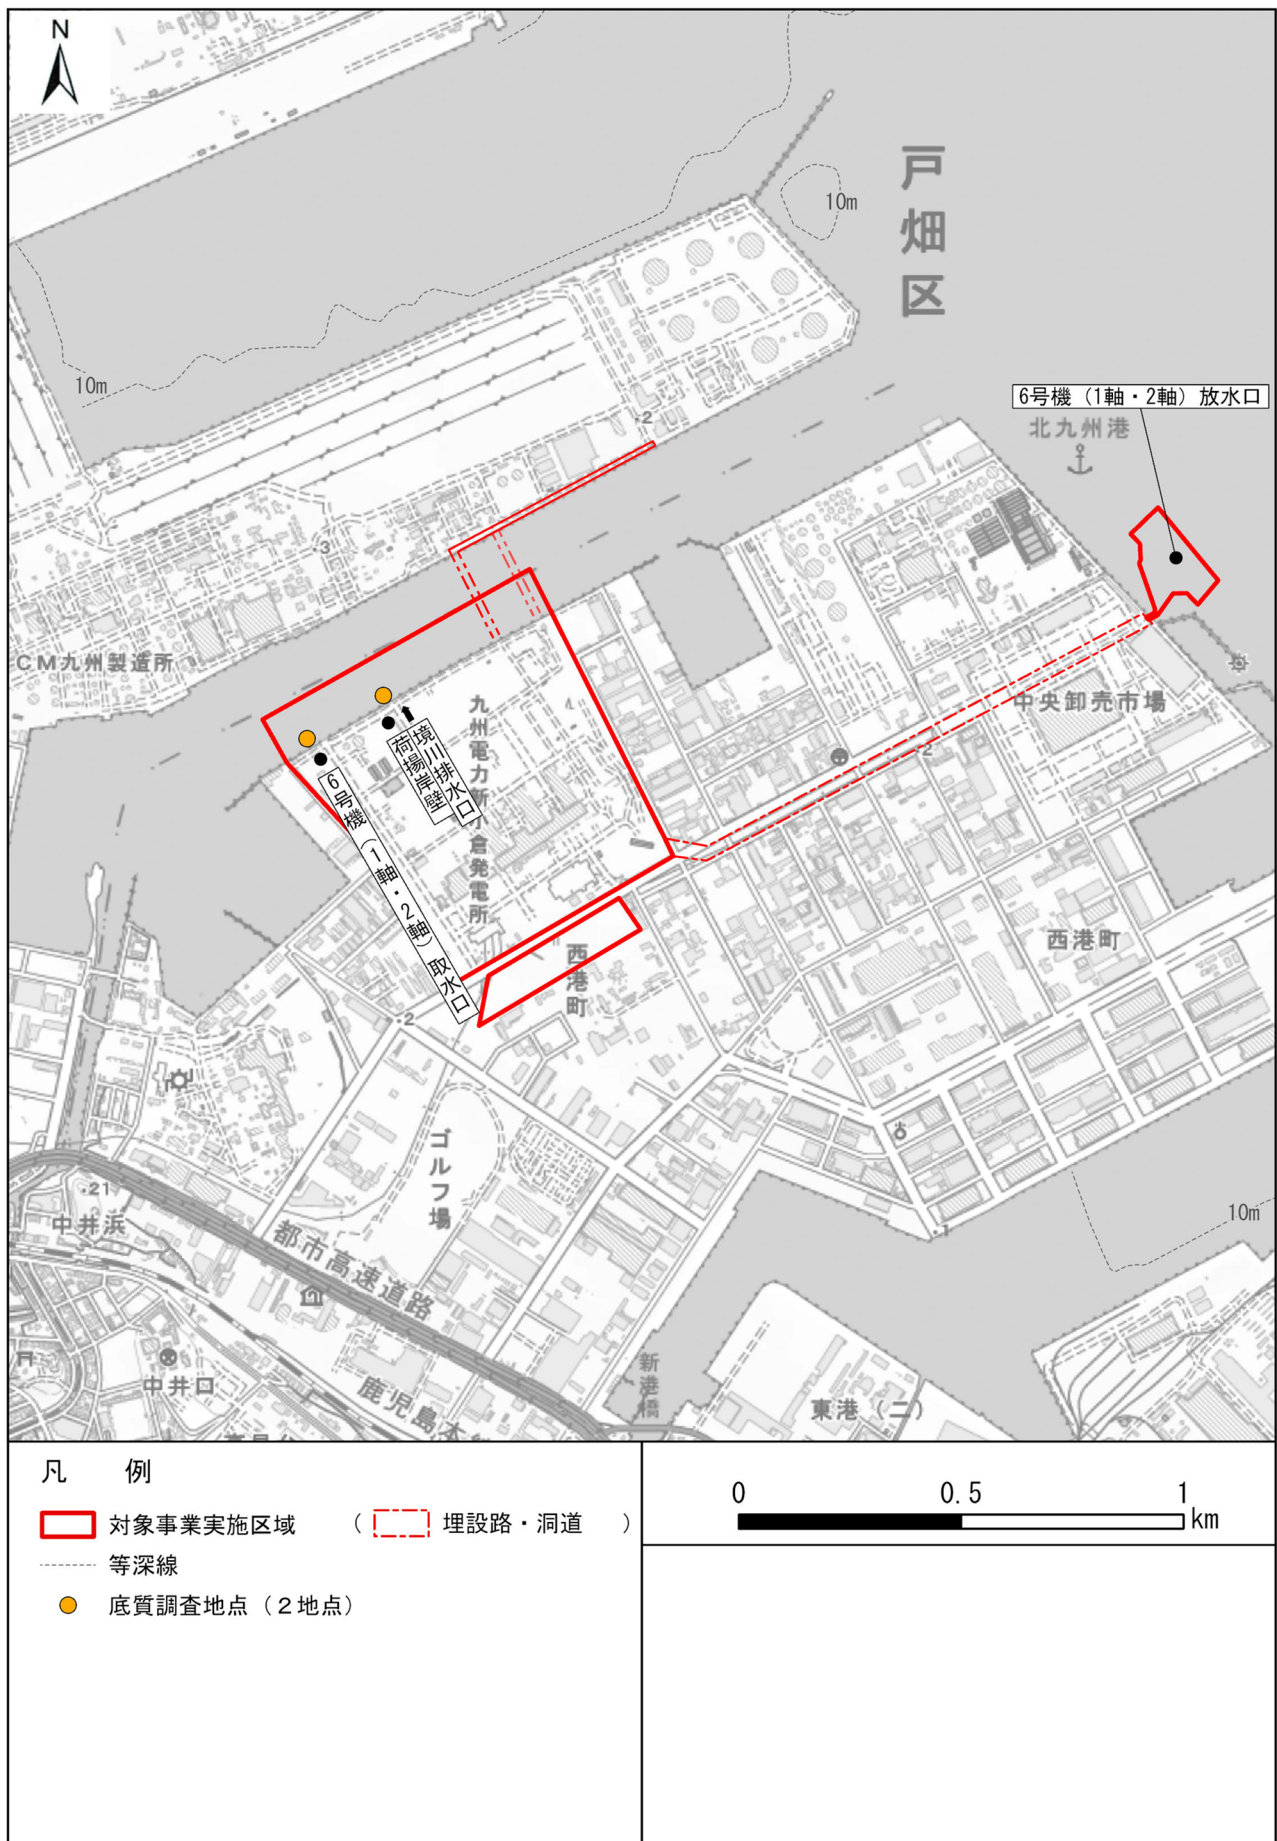 N
戸畑区
10m
10m
6号機（1軸・2軸）放水口
北九州港
・2
・3
CM九州製造所
中央卸売市場
九州電力新小倉発電所
境川排水口
荷揚岸壁
6号機（1軸・2軸）取水口
2
西港町
西港町
・2
ゴルフ場
・21
中井浜
都市高速道路
・1
10m
中井口
鹿児島本線
新港橋
東港（二）
凡　例
対象事業実施区域　（　埋設路・洞道　）
等深線
底質調査地点（2地点）
0　0.5　1
km